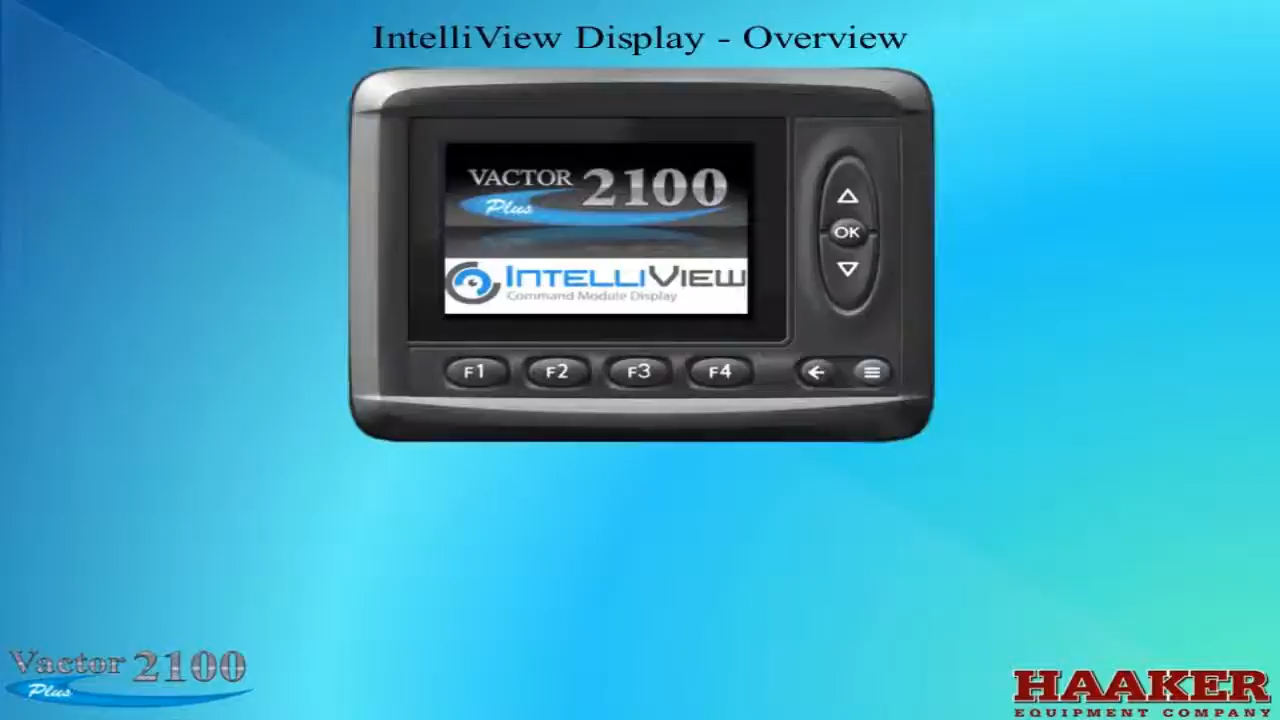 IntelliView Display - Overview
VACTOR 2100
Plus
INTELLIVIEW
Command Module Display
OK
F1 F2 F3 F4
Vactor 2100
Plus
HAAKER
EQUIPMENT COMPANY